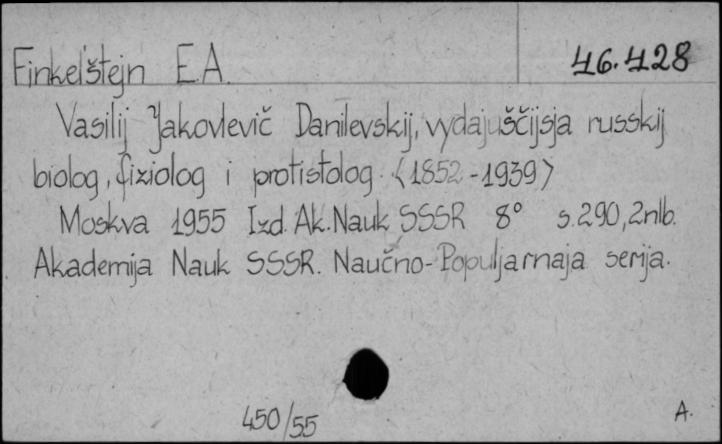 Finkel'štejn E.A. 46.428
Vasilij Jakovlevič Danilevskij, vydajuščijsja russkij
biolog, fiziolog i protistolog. <1852-1939>
Moskva 1955 Izd. Ak. Nauk SSSR 8° s.290,2nlb.
Akademija Nauk SSSR. Naučno-Populjarnaja serija.
450/55
A.